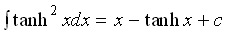 ∫tanh² xdx = x − tanh x + c